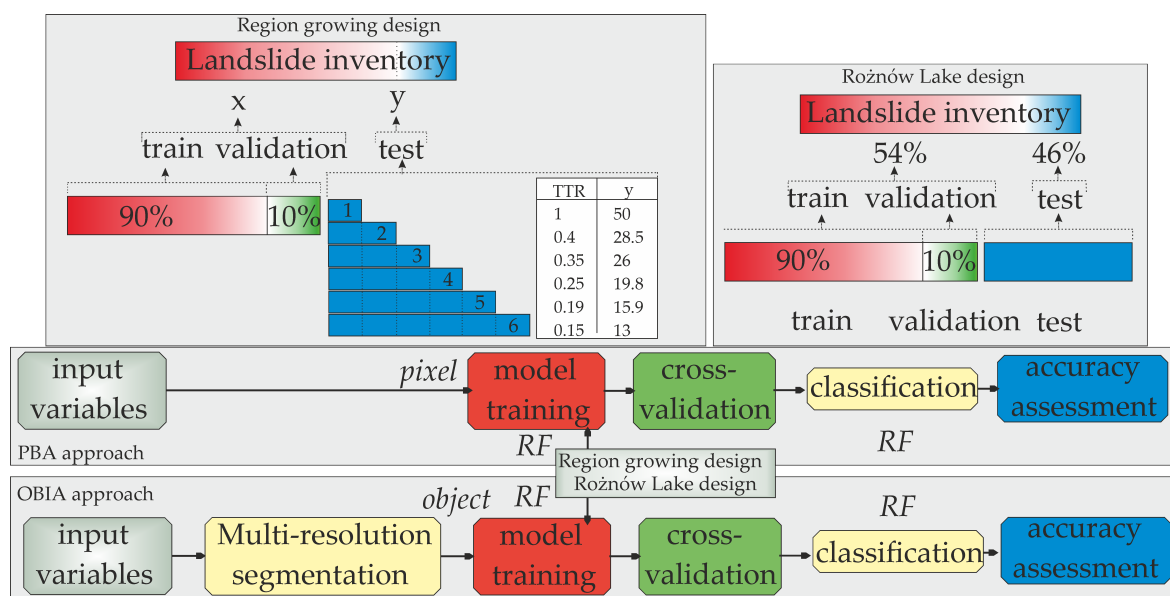 Region growing design
Landslide inventory
x
y
train validation
test
90%
10%
1
2
3
4
5
6
TTR y
1 50
0.4 28.5
0.35 26
0.25 19.8
0.19 15.9
0.15 13
Rożnów Lake design
Landslide inventory
54%
46%
train validation
test
90%
10%
train validation test
input
variables
pixel
model
training
cross-
validation
classification
accuracy
assessment
RF
RF
PBA approach
Region growing design
Rożnów Lake design
OBIA approach
object
RF
RF
input
variables
Multi-resolution
segmentation
model
training
cross-
validation
classification
accuracy
assessment